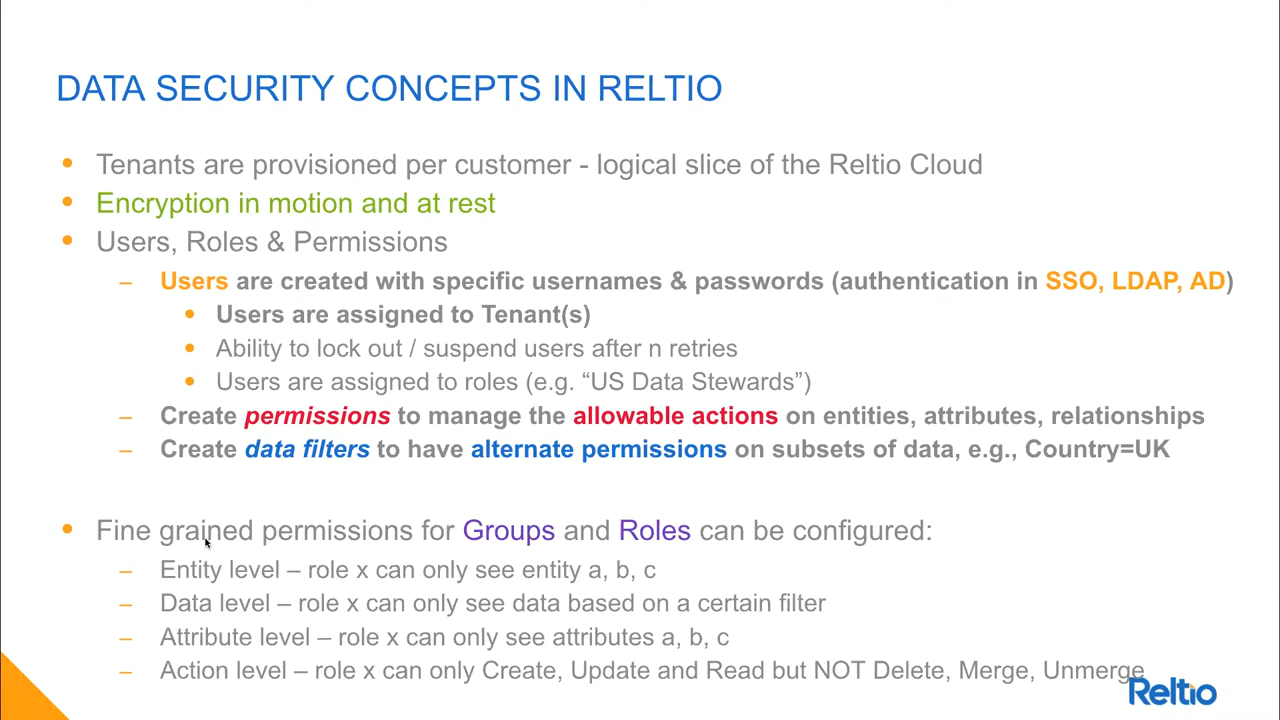 DATA SECURITY CONCEPTS IN RELTIO
• Tenants are provisioned per customer - logical slice of the Reltio Cloud
• Encryption in motion and at rest
• Users, Roles & Permissions
– Users are created with specific usernames & passwords (authentication in SSO, LDAP, AD)
• Users are assigned to Tenant(s)
• Ability to lock out / suspend users after n retries
• Users are assigned to roles (e.g. “US Data Stewards”)
– Create permissions to manage the allowable actions on entities, attributes, relationships
– Create data filters to have alternate permissions on subsets of data, e.g., Country=UK
• Fine grained permissions for Groups and Roles can be configured:
– Entity level – role x can only see entity a, b, c
– Data level – role x can only see data based on a certain filter
– Attribute level – role x can only see attributes a, b, c
– Action level – role x can only Create, Update and Read but NOT Delete, Merge, Unmerge
Reltio